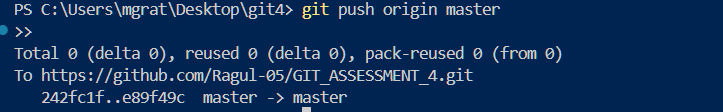 PS C:\Users\mgrat\Desktop\git4> git push origin master
>>
Total 0 (delta 0), reused 0 (delta 0), pack-reused 0 (from 0)
To https://github.com/Ragul-05/GIT_ASSESSMENT_4.git
   242fc1f..e89f49c  master -> master